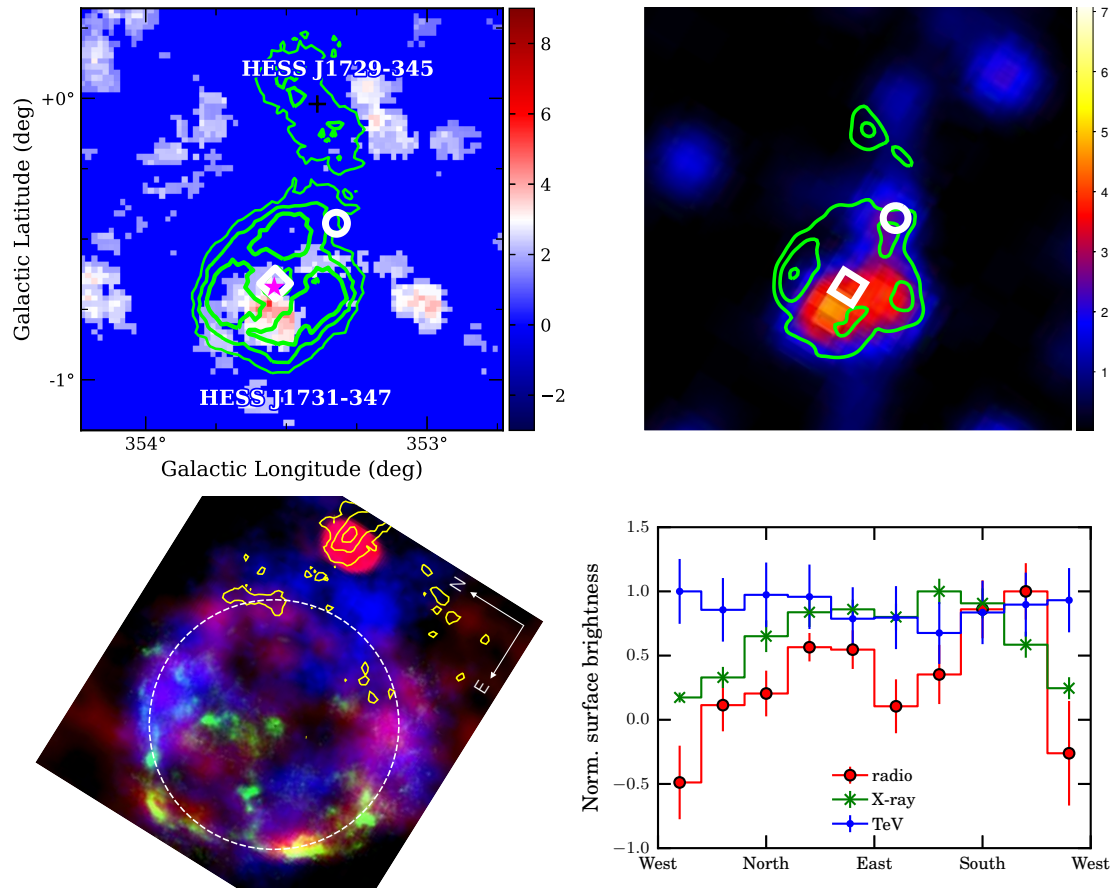 HESS J1729-345
HESS J1731-347
+0°
-1°
354°
353°
Galactic Latitude (deg)
Galactic Longitude (deg)
8
6
4
2
0
−2
7
6
5
4
3
2
1
N
E
1.5
1.0
0.5
0.0
−0.5
−1.0
Norm. surface brightness
radio
X-ray
TeV
West
North
East
South
West